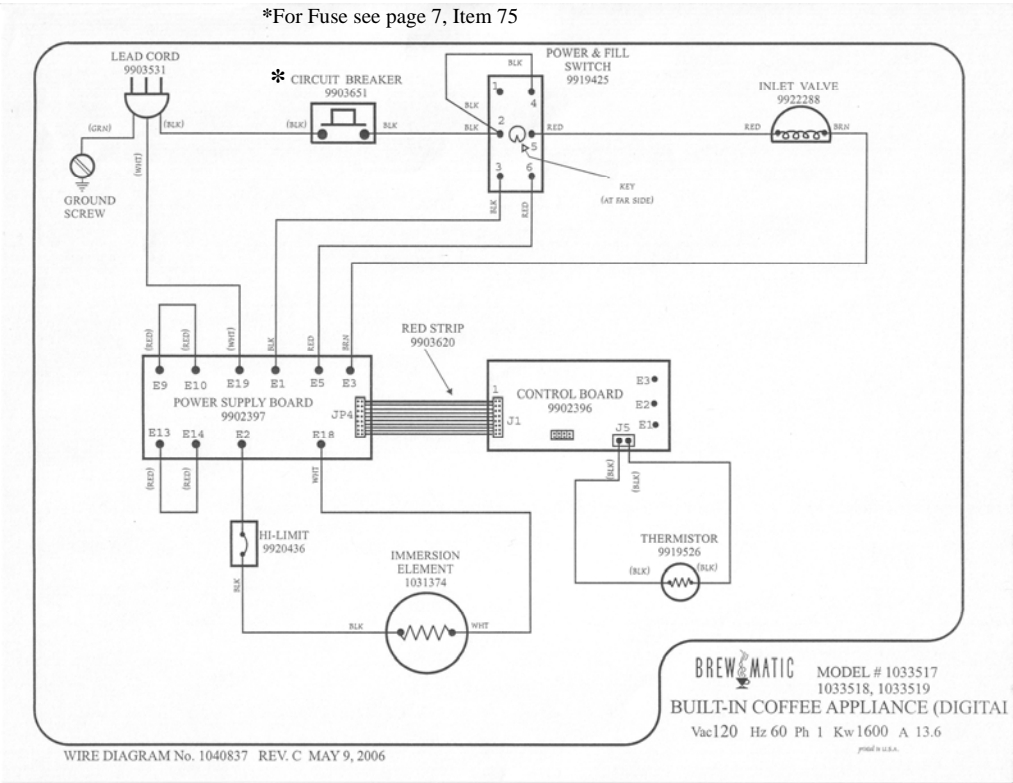 *For Fuse see page 7, Item 75
LEAD CORD
9903531
* CIRCUIT BREAKER
9903651
POWER & FILL
SWITCH
9919425
INLET VALVE
9922288
BLK
1
4
BLK
(GRN)
(BLK)
(BLK)
BLK
BLK
2
RED
RED
BRN
5
(WHT)
3
6
KEY
(AT FAR SIDE)
GROUND
SCREW
BLK
RED
RED STRIP
9903620
(RED)
(RED)
(WHT)
BLK
RED
BRN
E9
E10
E19
E1
E5
E3
POWER SUPPLY BOARD
9902397
JP4
1
J1
CONTROL BOARD
9902396
E3
E2
E1
J5
E13
E14
E2
E18
(RED)
(RED)
WHT
(BLK)
(BLK)
HI-LIMIT
9920436
BLK
IMMERSION
ELEMENT
1031374
BLK
WHT
THERMISTOR
9919526
(BLK)
(BLK)
BREWMATIC
MODEL # 1033517
1033518, 1033519
BUILT-IN COFFEE APPLIANCE (DIGITAl
Vac120 Hz 60 Ph 1 Kw1600 A 13.6
printed in U.S.A.
WIRE DIAGRAM No. 1040837 REV. C MAY 9, 2006